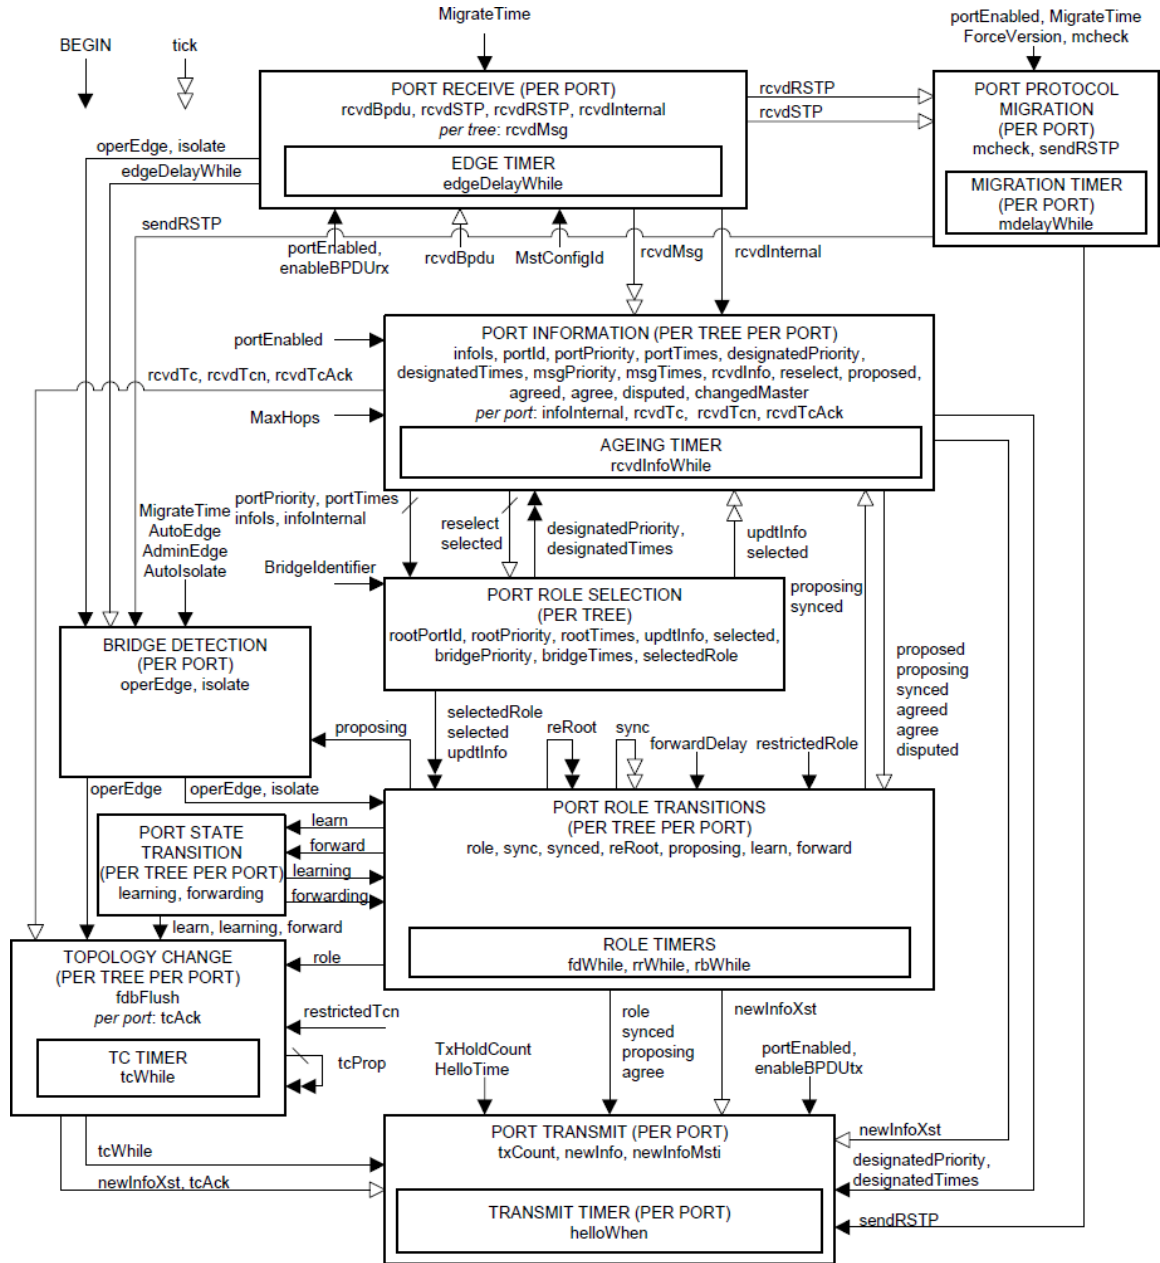 MigrateTime
portEnabled, MigrateTime
ForceVersion, mcheck
BEGIN
tick
PORT RECEIVE (PER PORT)
rcvdBpdu, rcvdSTP, rcvdRSTP, rcvdInternal
per tree: rcvdMsg
EDGE TIMER
edgeDelayWhile
rcvdRSTP
rcvdSTP
PORT PROTOCOL
MIGRATION
(PER PORT)
mcheck, sendRSTP
MIGRATION TIMER
(PER PORT)
mdelayWhile
operEdge, isolate
edgeDelayWhile
sendRSTP
portEnabled,
enableBPDUrx
rcvdBpdu
MstConfigId
rcvdMsg
rcvdInternal
portEnabled
rcvdTc, rcvdTcn, rcvdTcAck
MaxHops
PORT INFORMATION (PER TREE PER PORT)
infoIs, portId, portPriority, portTimes, designatedPriority,
designatedTimes, msgPriority, msgTimes, rcvdInfo, reselect, proposed,
agreed, agree, disputed, changedMaster
per port: infoInternal, rcvdTc, rcvdTcn, rcvdTcAck
AGEING TIMER
rcvdInfoWhile
portPriority, portTimes
infoIs, infoInternal
reselect
selected
designatedPriority,
designatedTimes
updtInfo
selected
MigrateTime
AutoEdge
AdminEdge
AutoIsolate
BridgeIdentifier
PORT ROLE SELECTION
(PER TREE)
rootPortId, rootPriority, rootTimes, updtInfo, selected,
bridgePriority, bridgeTimes, selectedRole
proposing
synced
BRIDGE DETECTION
(PER PORT)
operEdge, isolate
proposed
proposing
synced
agreed
agree
disputed
proposing
selectedRole
selected
updtInfo
reRoot
sync
forwardDelay
restrictedRole
operEdge
operEdge, isolate
PORT STATE
TRANSITION
(PER TREE PER PORT)
learning, forwarding
learn
forward
learning
forwarding
PORT ROLE TRANSITIONS
(PER TREE PER PORT)
role, sync, synced, reRoot, proposing, learn, forward
ROLE TIMERS
fdWhile, rrWhile, rbWhile
learn, learning, forward
TOPOLOGY CHANGE
(PER TREE PER PORT)
fdbFlush
per port: tcAck
TC TIMER
tcWhile
role
restrictedTcn
tcProp
role
synced
proposing
agree
newInfoXst
TxHoldCount
HelloTime
portEnabled,
enableBPDUtx
PORT TRANSMIT (PER PORT)
txCount, newInfo, newInfoMsti
TRANSMIT TIMER (PER PORT)
helloWhen
tcWhile
newInfoXst, tcAck
newInfoXst
designatedPriority,
designatedTimes
sendRSTP